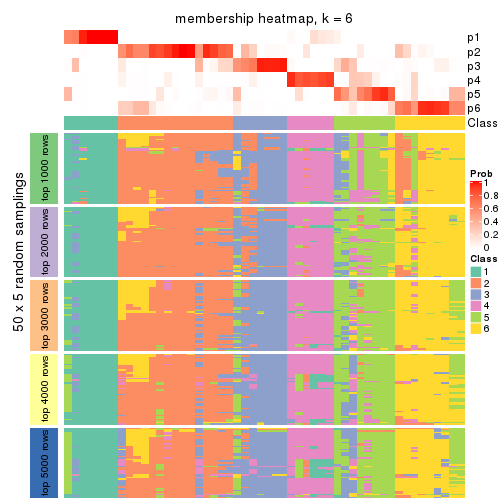 membership heatmap, k = 6
p1
p2
p3
p4
p5
p6
Class
50 x 5 random samplings
top 1000 rows
top 2000 rows
top 3000 rows
top 4000 rows
top 5000 rows
Prob
1
0.8
0.6
0.4
0.2
0
Class
1
2
3
4
5
6